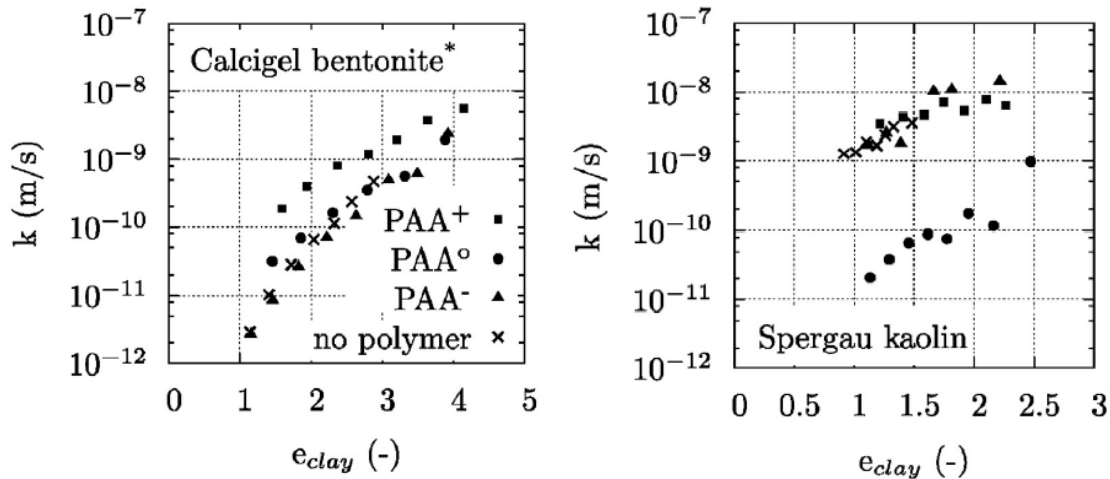 10⁻⁷
10⁻⁸
10⁻⁹
10⁻¹⁰
10⁻¹¹
10⁻¹²
k (m/s)
Calcigel bentonite*
PAA⁺
PAA⁰
PAA⁻
no polymer
0 1 2 3 4 5
e_clay (-)
10⁻⁷
10⁻⁸
10⁻⁹
10⁻¹⁰
10⁻¹¹
10⁻¹²
k (m/s)
Spergau kaolin
0 0.5 1 1.5 2 2.5 3
e_clay (-)